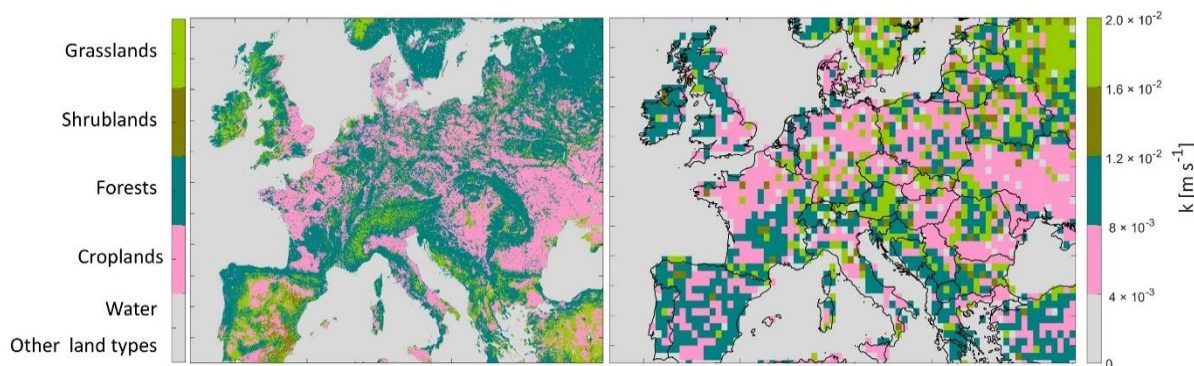 Grasslands
Shrublands
Forests
Croplands
Water
Other land types
2.0 × 10⁻²
1.6 × 10⁻²
1.2 × 10⁻²
8 × 10⁻³
4 × 10⁻³
0
k [m s⁻¹]